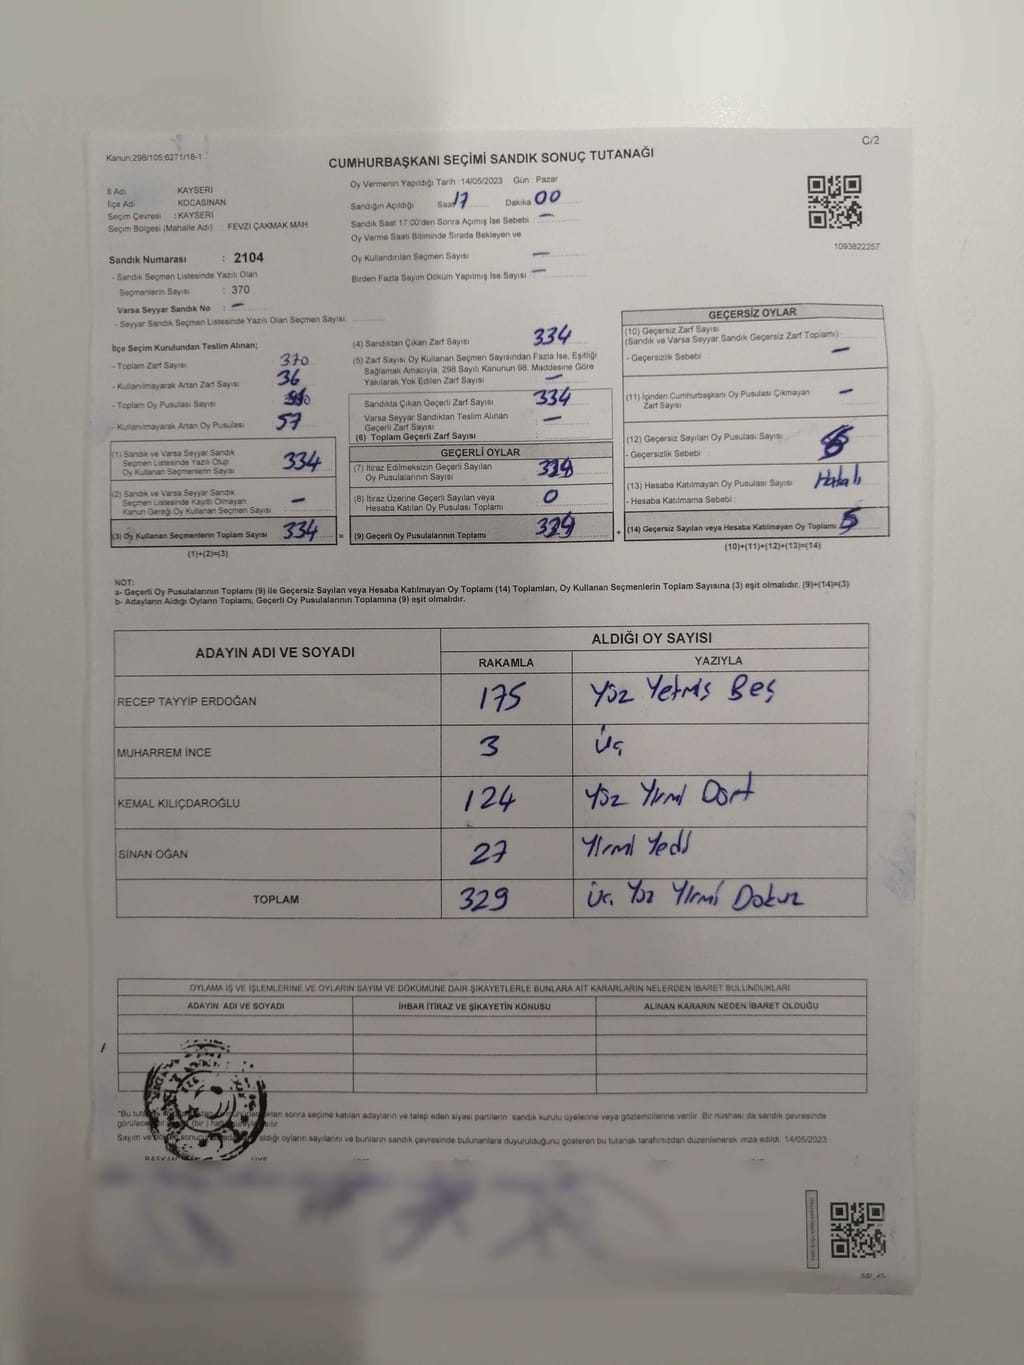 Kanun:298/105;6271/18-1
C/2
CUMHURBAŞKANI SEÇİMİ SANDIK SONUÇ TUTANAĞI
İl Adı KAYSERİ
İlçe Adı KOCASİNAN
Seçim Çevresi : KAYSERİ
Seçim Bölgesi (Mahalle Adı) : FEVZİ ÇAKMAK MAH
Oy Vermenin Yapıldığı Tarih : 14/05/2023 Gün : Pazar
Sandığın Açıldığı Saat 17 Dakika 00
Sandık Saat 17:00'den Sonra Açımış İse Sebebi : —
Oy Verme Saati Bitiminde Sırada Bekleyen ve
Oy Kullandırılan Seçmen Sayısı —
Birden Fazla Sayım Döküm Yapılmış İse Sayısı : —
1093822257
Sandık Numarası : 2104
- Sandık Seçmen Listesinde Yazılı Olan
Seçmenlerin Sayısı : 370
Varsa Seyyar Sandık No : —
- Seyyar Sandık Seçmen Listesinde Yazılı Olan Seçmen Sayısı:
İlçe Seçim Kurulundan Teslim Alınan;
- Toplam Zarf Sayısı 370
- Kullanılmayarak Artan Zarf Sayısı 36
- Toplam Oy Pusulası Sayısı
- Kullanılmayarak Artan Oy Pusulası 57
(1) Sandık ve Varsa Seyyar Sandık
Seçmen Listesinde Yazılı Olup
Oy Kullanan Seçmenlerin Sayısı 334
(2) Sandık ve Varsa Seyyar Sandık
Seçmen Listesinde Kayıtlı Olmayan
Kanun Gereği Oy Kullanan Seçmen Sayısı : —
(3) Oy Kullanan Seçmenlerin Toplam Sayısı 334
(1)+(2)=(3)
(4) Sandıktan Çıkan Zarf Sayısı 334
(5) Zarf Sayısı Oy Kullanan Seçmen Sayısından Fazla İse, Eşitliği
Sağlamak Amacıyla, 298 Sayılı Kanunun 98. Maddesine Göre
Yakılarak Yok Edilen Zarf Sayısı : —
Sandıkta Çıkan Geçerli Zarf Sayısı 334
Varsa Seyyar Sandıktan Teslim Alınan
Geçerli Zarf Sayısı : —
(6) Toplam Geçerli Zarf Sayısı :
GEÇERLİ OYLAR
(7) İtiraz Edilmeksizin Geçerli Sayılan
Oy Pusulalarının Sayısı 329
(8) İtiraz Üzerine Geçerli Sayılan veya
Hesaba Katılan Oy Pusulası Toplamı 0
= (9) Geçerli Oy Pusulalarının Toplamı 329
GEÇERSİZ OYLAR
(10) Geçersiz Zarf Sayısı
(Sandık ve Varsa Seyyar Sandık Geçersiz Zarf Toplamı)
- Geçersizlik Sebebi : —
(11) İçinden Cumhurbaşkanı Oy Pusulası Çıkmayan
Zarf Sayısı —
(12) Geçersiz Sayılan Oy Pusulası Sayısı
- Geçersizlik Sebebi :
(13) Hesaba Katılmayan Oy Pusulası Sayısı Hatalı
- Hesaba Katılmama Sebebi :
+ (14) Geçersiz Sayılan veya Hesaba Katılmayan Oy Toplamı 5
(10)+(11)+(12)+(13)=(14)
NOT:
a- Geçerli Oy Pusulalarının Toplamı (9) ile Geçersiz Sayılan veya Hesaba Katılmayan Oy Toplamı (14) Toplamları, Oy Kullanan Seçmenlerin Toplam Sayısına (3) eşit olmalıdır. (9)+(14)=(3)
b- Adayların Aldığı Oyların Toplamı, Geçerli Oy Pusulalarının Toplamına (9) eşit olmalıdır.
ADAYIN ADI VE SOYADI ALDIĞI OY SAYISI
RAKAMLA YAZIYLA
RECEP TAYYİP ERDOĞAN 175 Yüz Yetmiş Beş
MUHARREM İNCE 3 Üç
KEMAL KILIÇDAROĞLU 124 Yüz Yirmi Dört
SİNAN OĞAN 27 Yirmi Yedi
TOPLAM 329 Üç Yüz Yirmi Dokuz
OYLAMA İŞ VE İŞLEMLERİNE VE OYLARIN SAYIM VE DÖKÜMÜNE DAİR ŞİKAYETLERLE BUNLARA AİT KARARLARIN NELERDEN İBARET BULUNDUKLARI
ADAYIN ADI VE SOYADI İHBAR İTİRAZ VE ŞİKAYETİN KONUSU ALINAN KARARIN NEDEN İBARET OLDUĞU
*Bu sonra seçime katılan adayların ve talep eden siyasi partilerin sandık kurulu üyelerine veya gözlemcilerine verilir. Bir nüshası da sandık çevresinde
(bir)
Sayım ve aldığı oyların sayılarını ve bunların sandık çevresinde bulunanlara duyurulduğunu gösteren bu tutanak tarafımızdan düzenlenerek imza edildi. 14/05/2023